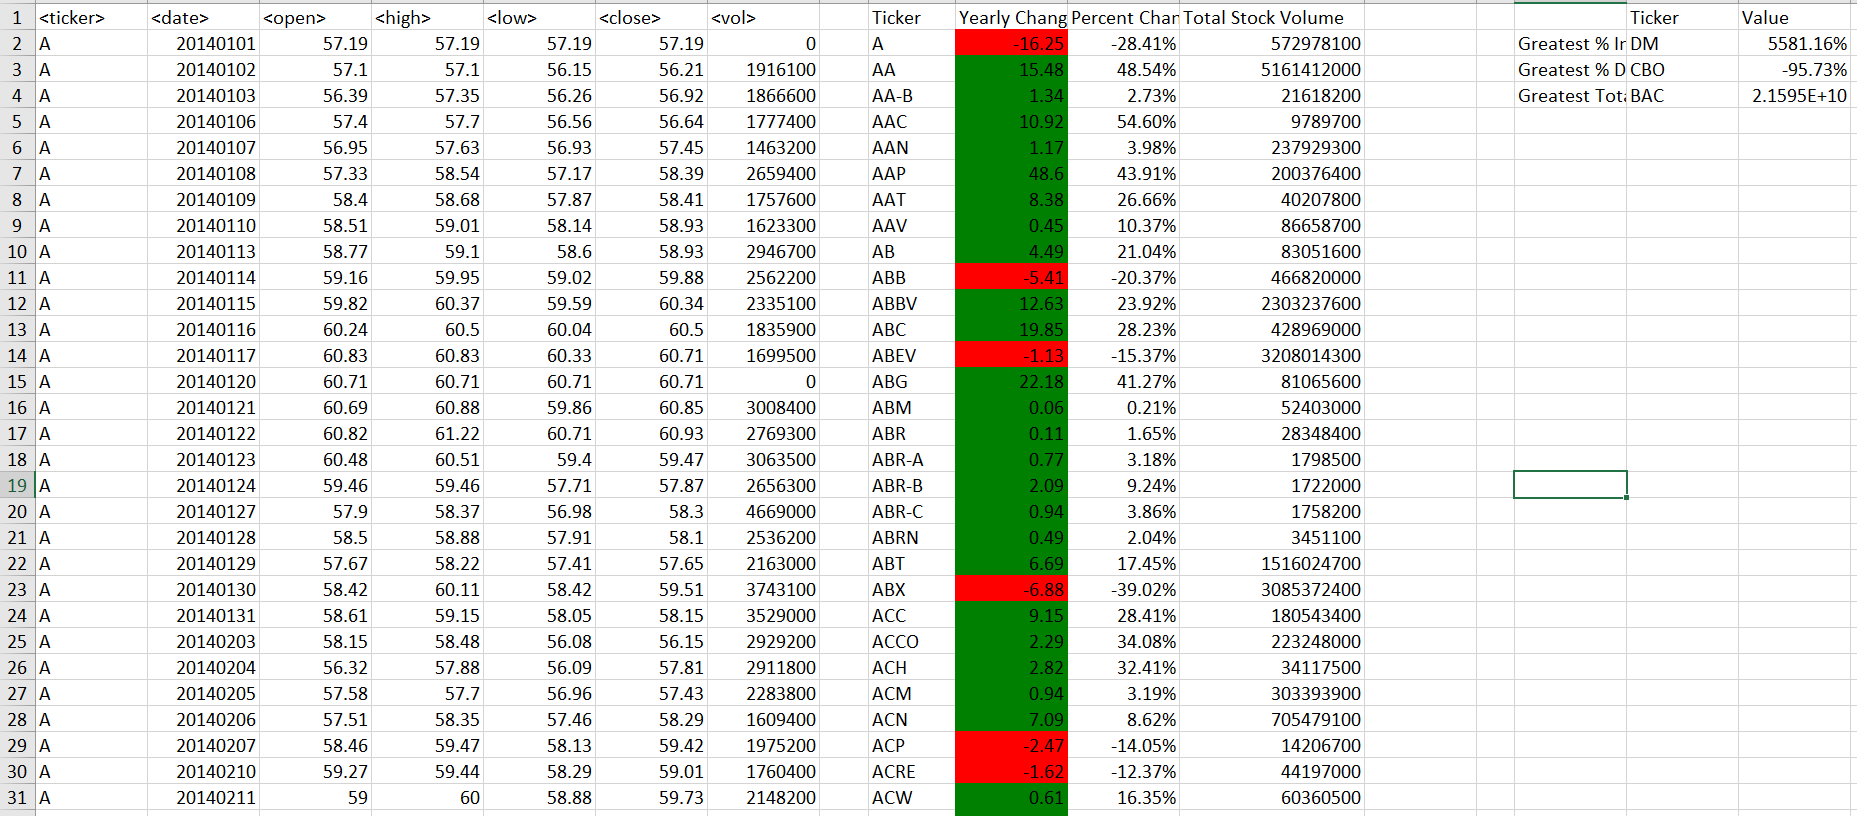 1 <ticker> <date> <open> <high> <low> <close> <vol> Ticker Yearly Chang Percent Char Total Stock Volume Ticker Value
2 A 20140101 57.19 57.19 57.19 57.19 0 A -16.25 -28.41% 572978100 Greatest % Ir DM 5581.16%
3 A 20140102 57.1 57.1 56.15 56.21 1916100 AA 15.48 48.54% 5161412000 Greatest % D CBO -95.73%
4 A 20140103 56.39 57.35 56.26 56.92 1866600 AA-B 1.34 2.73% 21618200 Greatest Tota BAC 2.1595E+10
5 A 20140106 57.4 57.7 56.56 56.64 1777400 AAC 10.92 54.60% 9789700
6 A 20140107 56.95 57.63 56.93 57.45 1463200 AAN 1.17 3.98% 237929300
7 A 20140108 57.33 58.54 57.17 58.39 2659400 AAP 48.6 43.91% 200376400
8 A 20140109 58.4 58.68 57.87 58.41 1757600 AAT 8.38 26.66% 40207800
9 A 20140110 58.51 59.01 58.14 58.93 1623300 AAV 0.45 10.37% 86658700
10 A 20140113 58.77 59.1 58.6 58.93 2946700 AB 4.49 21.04% 83051600
11 A 20140114 59.16 59.95 59.02 59.88 2562200 ABB -5.41 -20.37% 466820000
12 A 20140115 59.82 60.37 59.59 60.34 2335100 ABBV 12.63 23.92% 2303237600
13 A 20140116 60.24 60.5 60.04 60.5 1835900 ABC 19.85 28.23% 428969000
14 A 20140117 60.83 60.83 60.33 60.71 1699500 ABEV -1.13 -15.37% 3208014300
15 A 20140120 60.71 60.71 60.71 60.71 0 ABG 22.18 41.27% 81065600
16 A 20140121 60.69 60.88 59.86 60.85 3008400 ABM 0.06 0.21% 52403000
17 A 20140122 60.82 61.22 60.71 60.93 2769300 ABR 0.11 1.65% 28348400
18 A 20140123 60.48 60.51 59.4 59.47 3063500 ABR-A 0.77 3.18% 1798500
19 A 20140124 59.46 59.46 57.71 57.87 2656300 ABR-B 2.09 9.24% 1722000
20 A 20140127 57.9 58.37 56.98 58.3 4669000 ABR-C 0.94 3.86% 1758200
21 A 20140128 58.5 58.88 57.91 58.1 2536200 ABRN 0.49 2.04% 3451100
22 A 20140129 57.67 58.22 57.41 57.65 2163000 ABT 6.69 17.45% 1516024700
23 A 20140130 58.42 60.11 58.42 59.51 3743100 ABX -6.88 -39.02% 3085372400
24 A 20140131 58.61 59.15 58.05 58.15 3529000 ACC 9.15 28.41% 180543400
25 A 20140203 58.15 58.48 56.08 56.15 2929200 ACCO 2.29 34.08% 223248000
26 A 20140204 56.32 57.88 56.09 57.81 2911800 ACH 2.82 32.41% 34117500
27 A 20140205 57.58 57.7 56.96 57.43 2283800 ACM 0.94 3.19% 303393900
28 A 20140206 57.51 58.35 57.46 58.29 1609400 ACN 7.09 8.62% 705479100
29 A 20140207 58.46 59.47 58.13 59.42 1975200 ACP -2.47 -14.05% 14206700
30 A 20140210 59.27 59.44 58.29 59.01 1760400 ACRE -1.62 -12.37% 44197000
31 A 20140211 59 60 58.88 59.73 2148200 ACW 0.61 16.35% 60360500